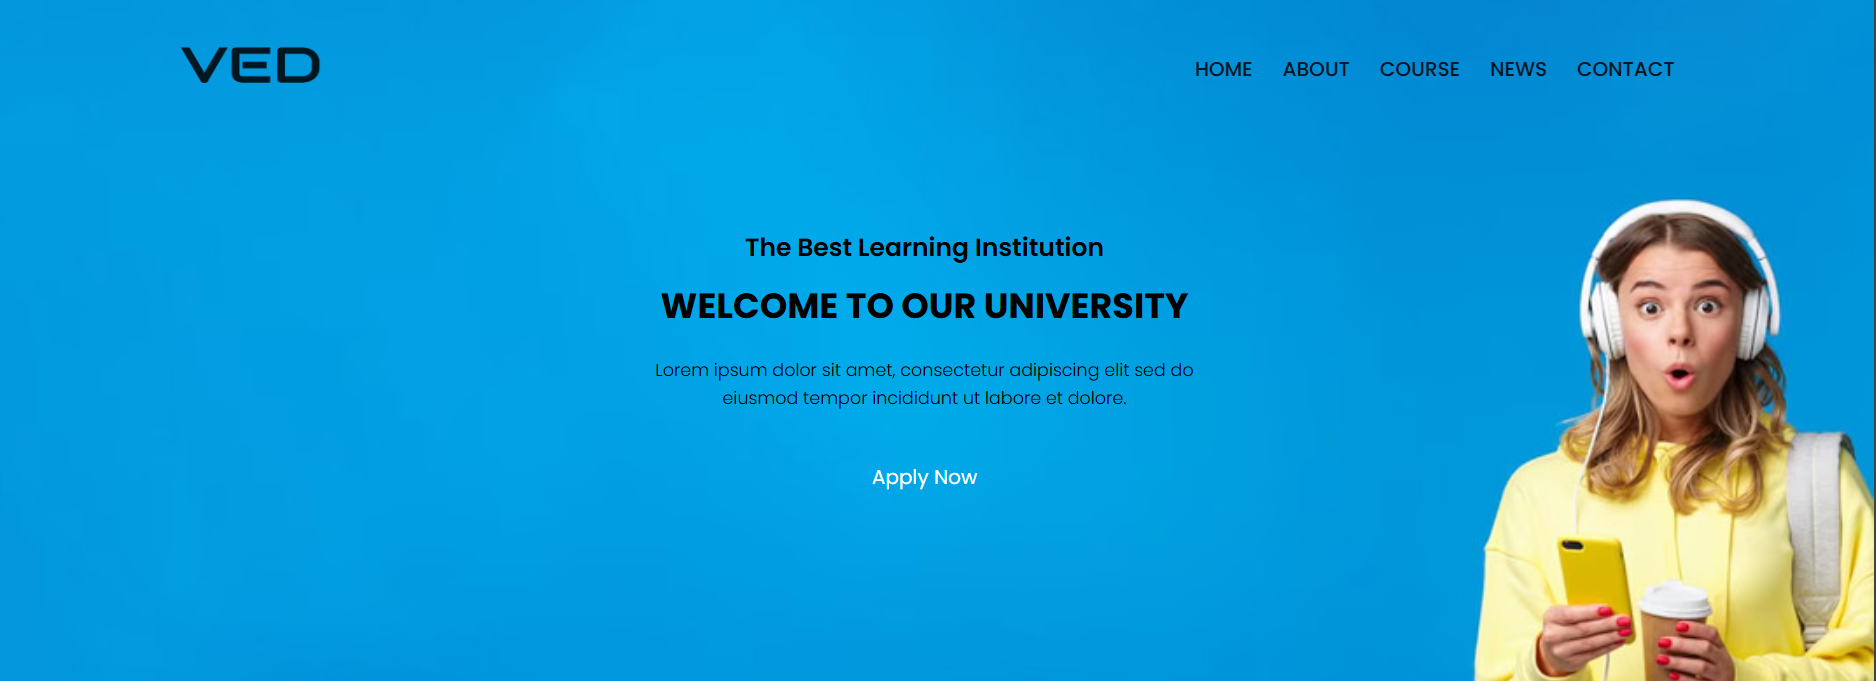 VED
HOME ABOUT COURSE NEWS CONTACT
The Best Learning Institution
WELCOME TO OUR UNIVERSITY
Lorem ipsum dolor sit amet, consectetur adipiscing elit sed do
eiusmod tempor incididunt ut labore et dolore.
Apply Now